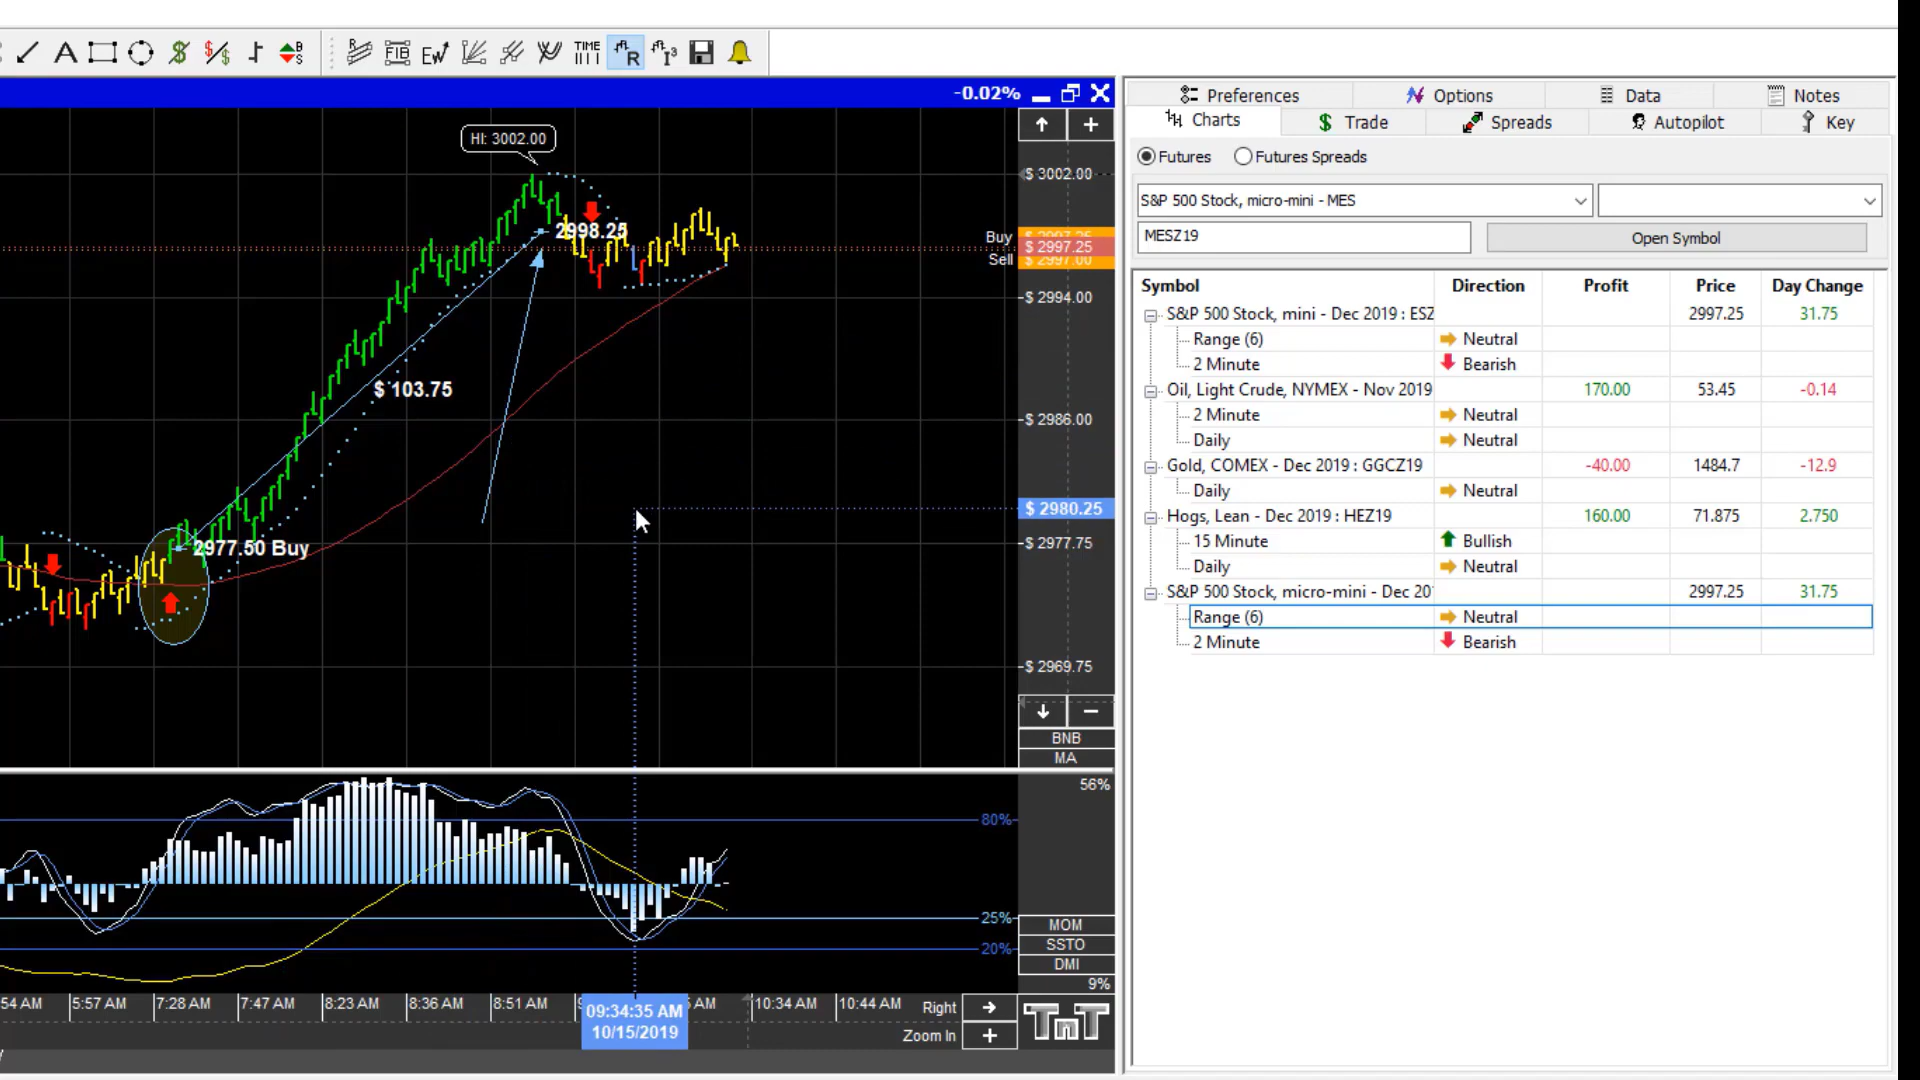 A $ $/$ B S FIB EW TIME R I³
-0.02%
Preferences Options Data Notes
Charts Trade Spreads Autopilot Key
Futures Futures Spreads
S&P 500 Stock, micro-mini - MES
MESZ19 Open Symbol
Symbol Direction Profit Price Day Change
S&P 500 Stock, mini - Dec 2019 : ESZ 2997.25 31.75
Range (6) Neutral
2 Minute Bearish
Oil, Light Crude, NYMEX - Nov 2019 170.00 53.45 -0.14
2 Minute Neutral
Daily Neutral
Gold, COMEX - Dec 2019 : GGCZ19 -40.00 1484.7 -12.9
Daily Neutral
Hogs, Lean - Dec 2019 : HEZ19 160.00 71.875 2.750
15 Minute Bullish
Daily Neutral
S&P 500 Stock, micro-mini - Dec 20 2997.25 31.75
Range (6) Neutral
2 Minute Bearish
HI: 3002.00
2998.25
$ 103.75
2977.50 Buy
$ 3002.00
Buy 2997.25
$ 2997.25
Sell 2997.00
$ 2994.00
$ 2986.00
$ 2980.25
$ 2977.75
$ 2969.75
BNB
MA
56%
80%
25%
20%
MOM
SSTO
DMI
9%
54 AM 5:57 AM 7:28 AM 7:47 AM 8:23 AM 8:36 AM 8:51 AM AM 10:34 AM 10:44 AM Right
09:34:35 AM
10/15/2019
Zoom In
TnT